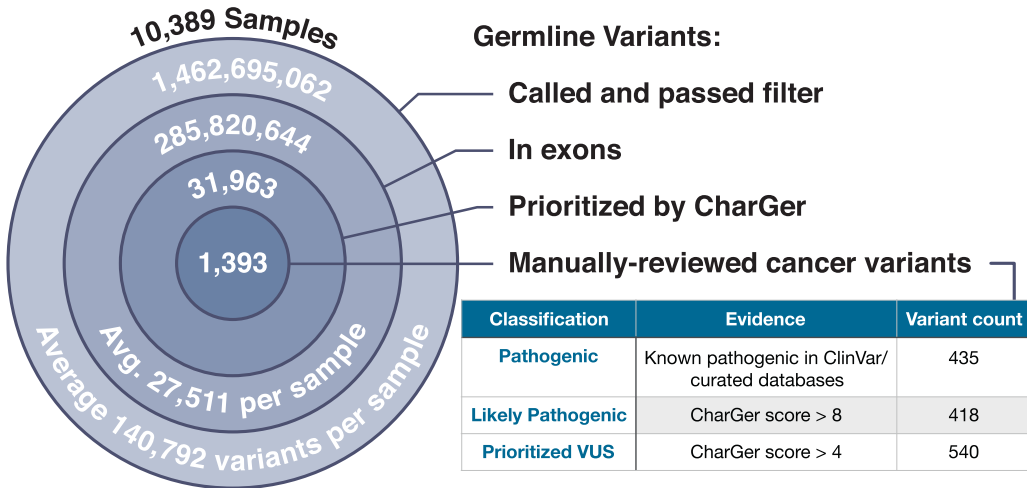 10,389 Samples
1,462,695,062
285,820,644
31,963
1,393
Avg. 27,511 per sample
Average 140,792 variants per sample
Germline Variants:
Called and passed filter
In exons
Prioritized by CharGer
Manually-reviewed cancer variants
Classification Evidence Variant count
Pathogenic Known pathogenic in ClinVar/ 435
curated databases
Likely Pathogenic CharGer score > 8 418
Prioritized VUS CharGer score > 4 540